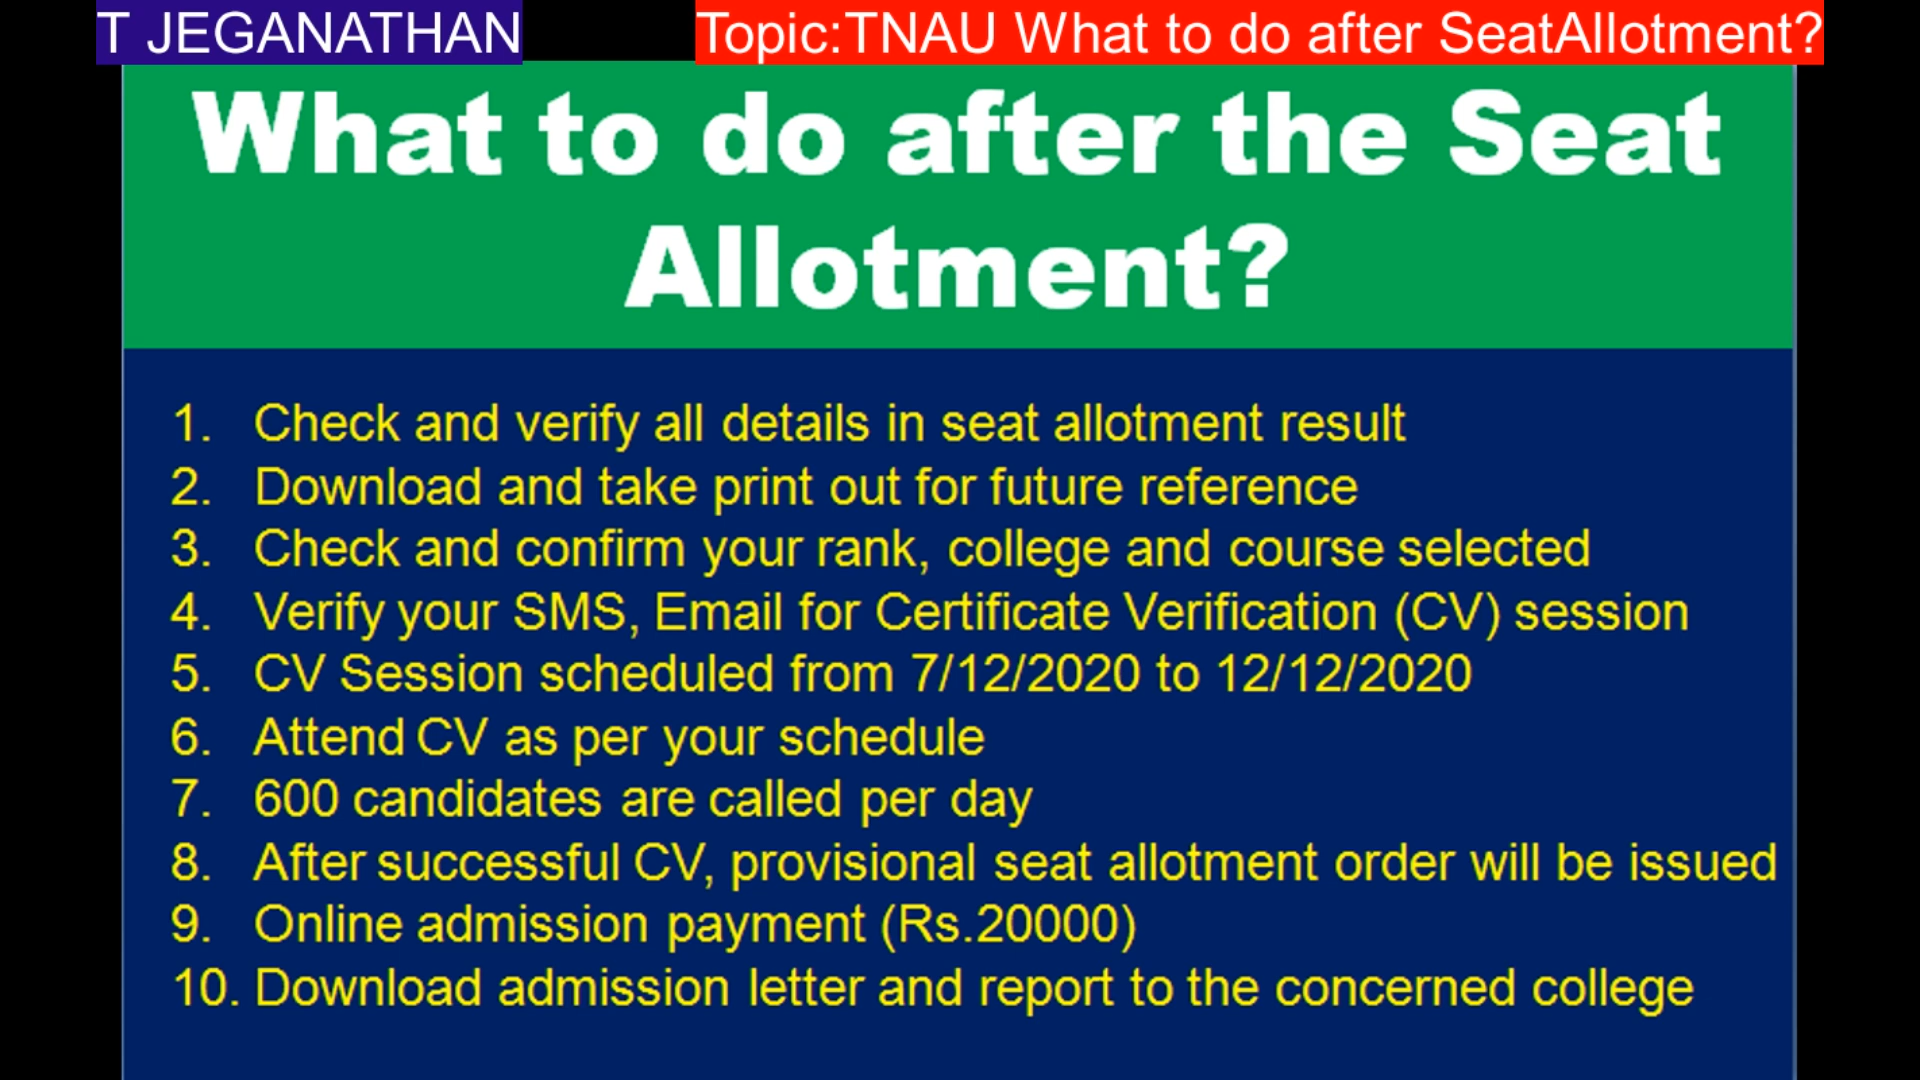 T JEGANATHAN
Topic:TNAU What to do after SeatAllotment?
What to do after the Seat
Allotment?
1. Check and verify all details in seat allotment result
2. Download and take print out for future reference
3. Check and confirm your rank, college and course selected
4. Verify your SMS, Email for Certificate Verification (CV) session
5. CV Session scheduled from 7/12/2020 to 12/12/2020
6. Attend CV as per your schedule
7. 600 candidates are called per day
8. After successful CV, provisional seat allotment order will be issued
9. Online admission payment (Rs.20000)
10. Download admission letter and report to the concerned college